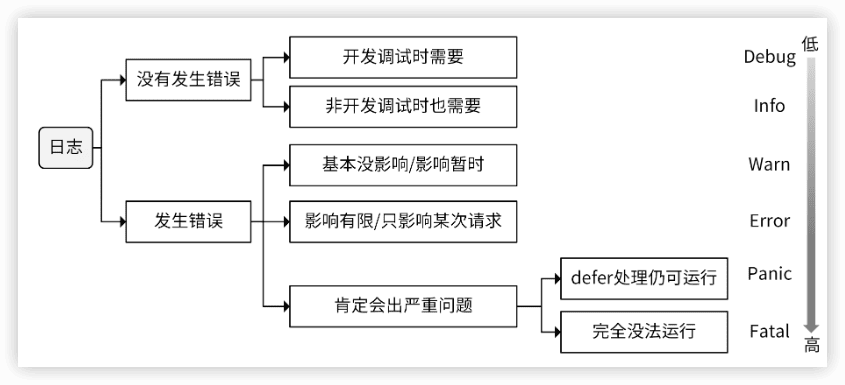 低
开发调试时需要
Debug
没有发生错误
非开发调试时也需要
Info
日志
基本没影响/影响暂时
Warn
发生错误
影响有限/只影响某次请求
Error
defer处理仍可运行
Panic
肯定会出严重问题
完全没法运行
Fatal
高